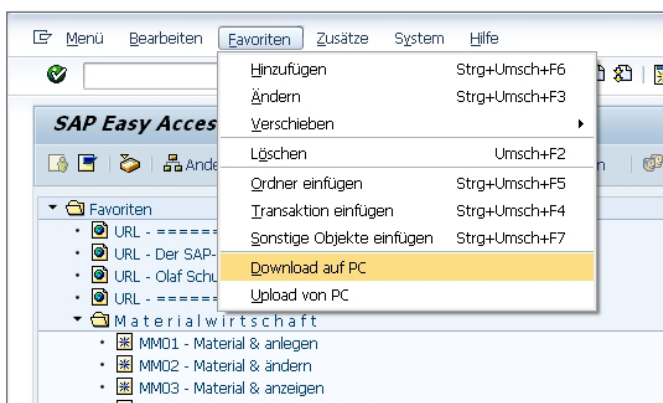 Menü Bearbeiten Favoriten Zusätze System Hilfe
Hinzufügen Strg+Umsch+F6
Ändern Strg+Umsch+F3
SAP Easy Acces
Verschieben
Löschen Umsch+F2
Ande
n
Ordner einfügen Strg+Umsch+F5
Favoriten
Transaktion einfügen Strg+Umsch+F4
URL - ======
Sonstige Objekte einfügen Strg+Umsch+F7
URL - Der SAP-
Download auf PC
URL - Olaf Schu
Upload von PC
URL - ======
Materialwirtschaft
MM01 - Material & anlegen
MM02 - Material & ändern
MM03 - Material & anzeigen